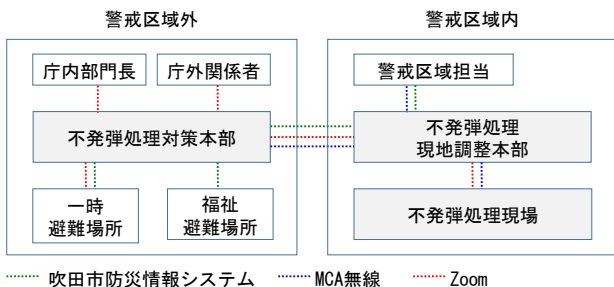 警戒区域外
警戒区域内
庁内部門長
庁外関係者
警戒区域担当
不発弾処理対策本部
不発弾処理
現地調整本部
一時
避難場所
福祉
避難場所
不発弾処理現場
吹田市防災情報システム
MCA無線
Zoom